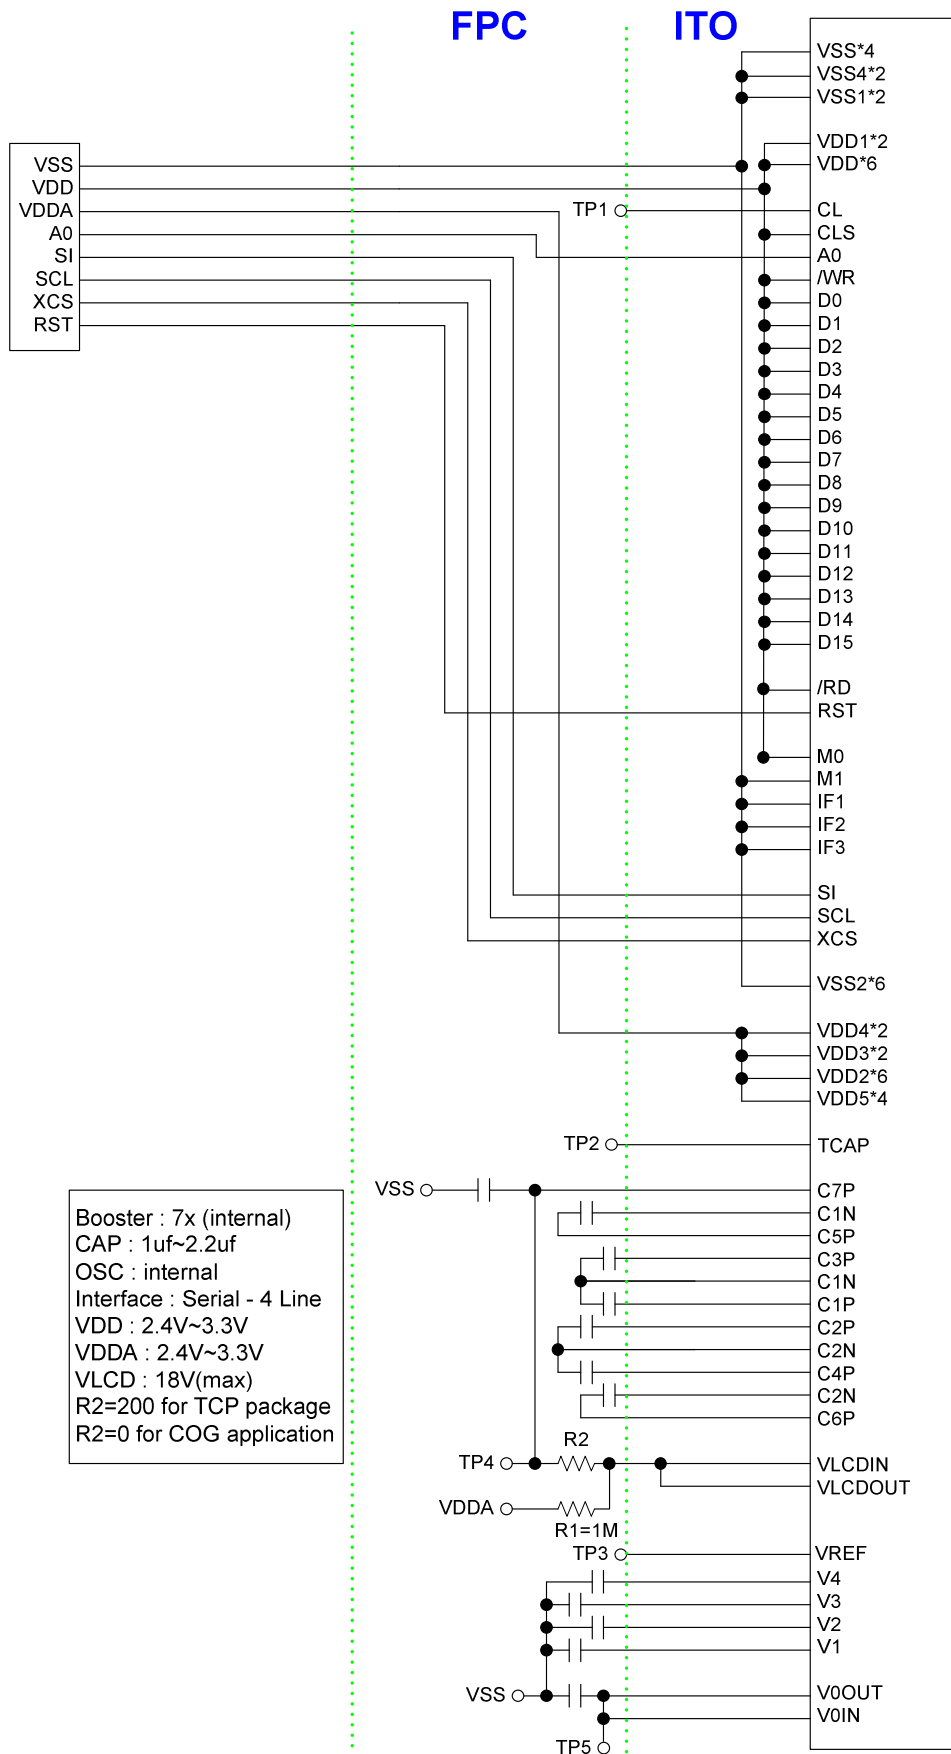 FPC
ITO
VSS*4
VSS4*2
VSS1*2
VDD1*2
VDD*6
CL
CLS
A0
/WR
D0
D1
D2
D3
D4
D5
D6
D7
D8
D9
D10
D11
D12
D13
D14
D15
/RD
RST
M0
M1
IF1
IF2
IF3
SI
SCL
XCS
VSS2*6
VDD4*2
VDD3*2
VDD2*6
VDD5*4
TCAP
C7P
C1N
C5P
C3P
C1N
C1P
C2P
C2N
C4P
C2N
C6P
VLCDIN
VLCDOUT
VREF
V4
V3
V2
V1
V0OUT
V0IN
VSS
VDD
VDDA
A0
SI
SCL
XCS
RST
TP1
TP2
VSS
R2
TP4
VDDA
R1=1M
TP3
VSS
TP5
Booster : 7x (internal)
CAP : 1uf~2.2uf
OSC : internal
Interface : Serial - 4 Line
VDD : 2.4V~3.3V
VDDA : 2.4V~3.3V
VLCD : 18V(max)
R2=200 for TCP package
R2=0 for COG application